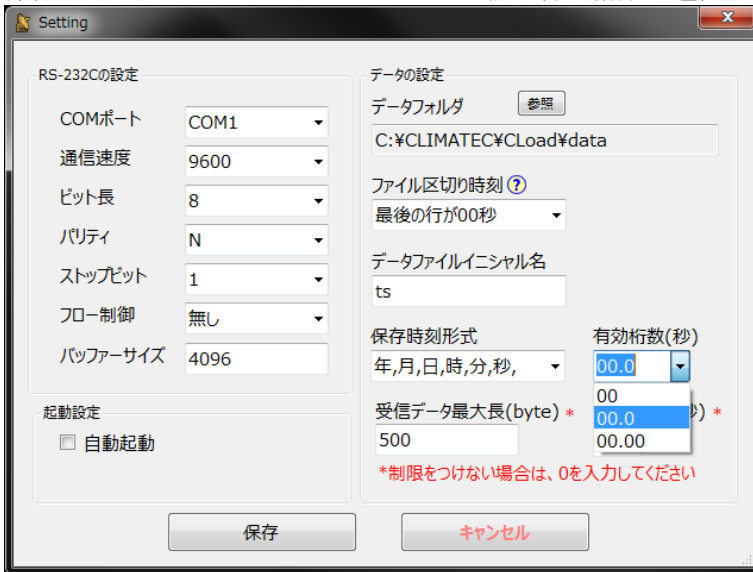 Setting
RS-232Cの設定
COMポート
COM1
通信速度
9600
ビット長
8
パリティ
N
ストップビット
1
フロー制御
無し
バッファーサイズ
4096
起動設定
自動起動
データの設定
データフォルダ
参照
C:¥CLIMATEC¥CLoad¥data
ファイル区切り時刻
最後の行が00秒
データファイルイニシャル名
ts
保存時刻形式
有効桁数(秒)
年,月,日,時,分,秒,
00.0
00
00.0
00.00
受信データ最大長(byte) *
) *
500
*制限をつけない場合は、0を入力してください
保存
キャンセル